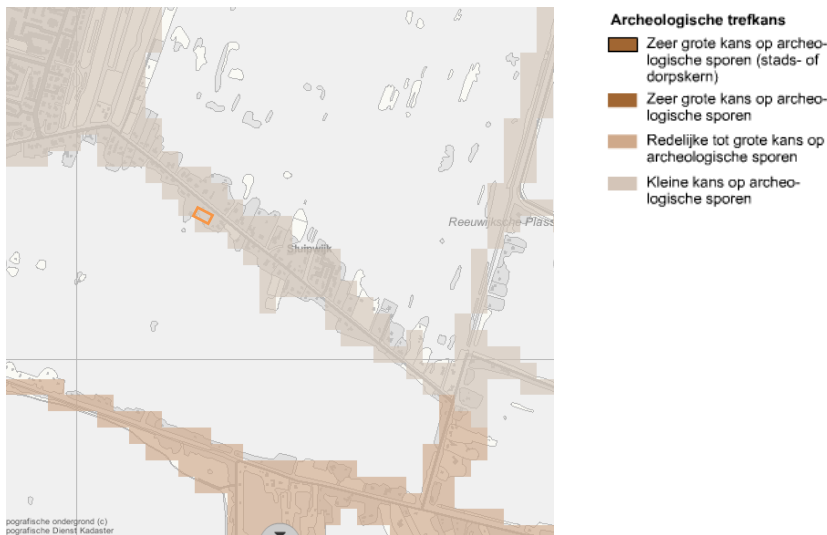 Archeologische trefkans
Zeer grote kans op archeo-
logische sporen (stads- of
dorpskern)
Zeer grote kans op archeo-
logische sporen
Redelijke tot grote kans op
archeologische sporen
Kleine kans op archeo-
logische sporen
Reeuwijksche Plass
Sluipwijk
pografische ondergrond (c)
pografische Dienst Kadaster